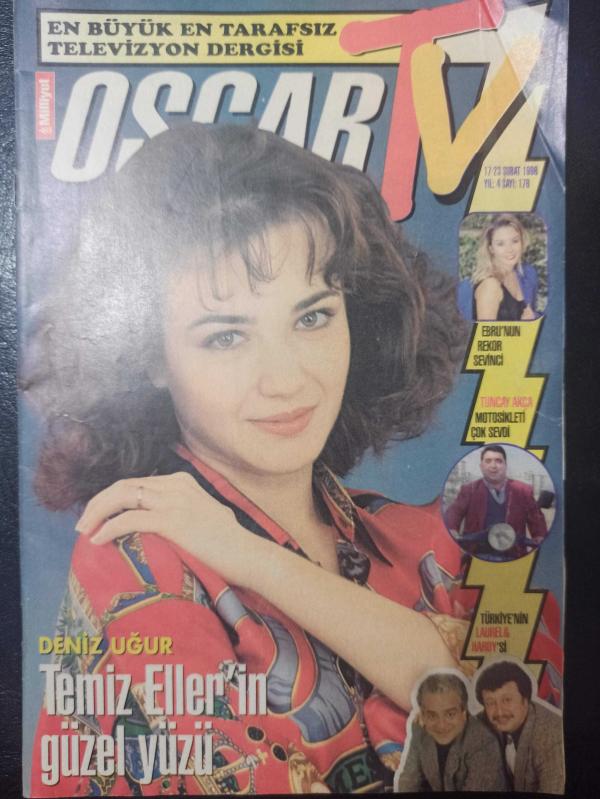 EN BÜYÜK EN TARAFSIZ
TELEVİZYON DERGİSİ
Milliyet
OSCAR TV
17-23 ŞUBAT 1996
YIL: 4 SAYI: 178
EBRU'NUN
REKOR
SEVİNCİ
TUNCAY AKÇA
MOTOSİKLETİ
ÇOK SEVDİ
TÜRKİYE'NİN
LAUREL&
HARDY'Sİ
DENİZ UĞUR
Temiz Eller'in
güzel yüzü